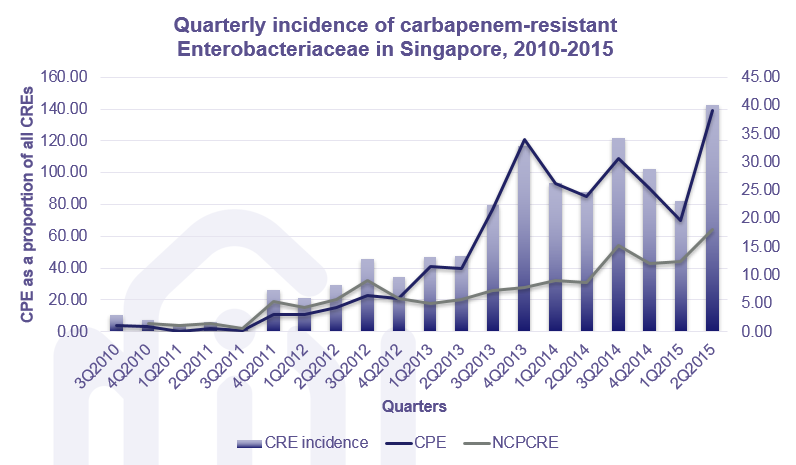 Quarterly incidence of carbapenem-resistant
Enterobacteriaceae in Singapore, 2010-2015
CPE as a proportion of all CREs
160.00
140.00
120.00
100.00
80.00
60.00
40.00
20.00
0.00
45.00
40.00
35.00
30.00
25.00
20.00
15.00
10.00
5.00
0.00
3Q2010
4Q2010
1Q2011
2Q2011
3Q2011
4Q2011
1Q2012
2Q2012
3Q2012
4Q2012
1Q2013
2Q2013
3Q2013
4Q2013
1Q2014
2Q2014
3Q2014
4Q2014
1Q2015
2Q2015
Quarters
CRE incidence
CPE
NCPCRE